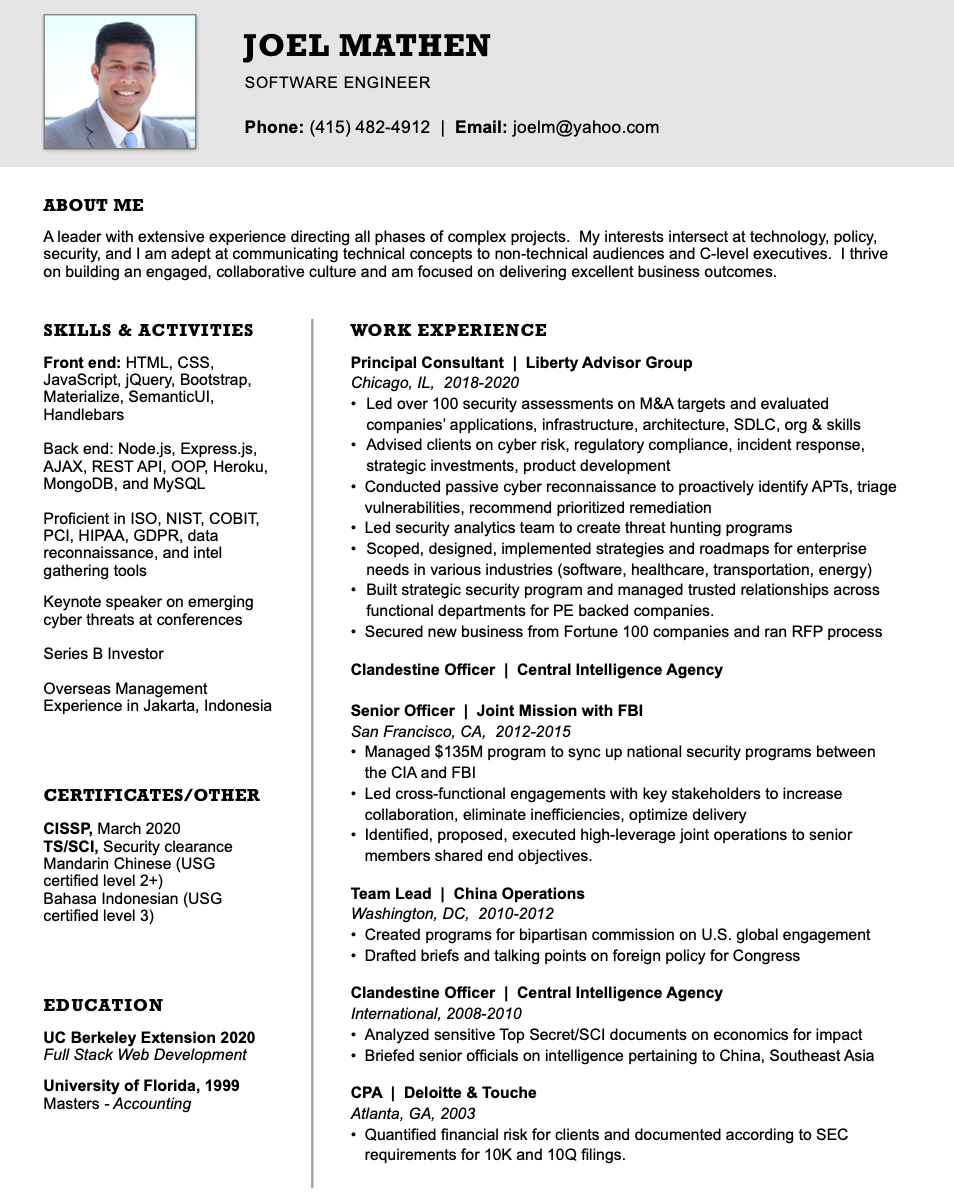 JOEL MATHEN
SOFTWARE ENGINEER
Phone: (415) 482-4912 | Email: joelm@yahoo.com
ABOUT ME
A leader with extensive experience directing all phases of complex projects.  My interests intersect at technology, policy,
security, and I am adept at communicating technical concepts to non-technical audiences and C-level executives.  I thrive
on building an engaged, collaborative culture and am focused on delivering excellent business outcomes.
SKILLS & ACTIVITIES
Front end: HTML, CSS,
JavaScript, jQuery, Bootstrap,
Materialize, SemanticUI,
Handlebars
Back end: Node.js, Express.js,
AJAX, REST API, OOP, Heroku,
MongoDB, and MySQL
Proficient in ISO, NIST, COBIT,
PCI, HIPAA, GDPR, data
reconnaissance, and intel
gathering tools
Keynote speaker on emerging
cyber threats at conferences
Series B Investor
Overseas Management
Experience in Jakarta, Indonesia
CERTIFICATES/OTHER
CISSP, March 2020
TS/SCI, Security clearance
Mandarin Chinese (USG
certified level 2+)
Bahasa Indonesian (USG
certified level 3)
EDUCATION
UC Berkeley Extension 2020
Full Stack Web Development
University of Florida, 1999
Masters - Accounting
WORK EXPERIENCE
Principal Consultant | Liberty Advisor Group
Chicago, IL, 2018-2020
• Led over 100 security assessments on M&A targets and evaluated
companies' applications, infrastructure, architecture, SDLC, org & skills
• Advised clients on cyber risk, regulatory compliance, incident response,
strategic investments, product development
• Conducted passive cyber reconnaissance to proactively identify APTs, triage
vulnerabilities, recommend prioritized remediation
• Led security analytics team to create threat hunting programs
• Scoped, designed, implemented strategies and roadmaps for enterprise
needs in various industries (software, healthcare, transportation, energy)
• Built strategic security program and managed trusted relationships across
functional departments for PE backed companies.
• Secured new business from Fortune 100 companies and ran RFP process
Clandestine Officer | Central Intelligence Agency
Senior Officer | Joint Mission with FBI
San Francisco, CA, 2012-2015
• Managed $135M program to sync up national security programs between
the CIA and FBI
• Led cross-functional engagements with key stakeholders to increase
collaboration, eliminate inefficiencies, optimize delivery
• Identified, proposed, executed high-leverage joint operations to senior
members shared end objectives.
Team Lead | China Operations
Washington, DC, 2010-2012
• Created programs for bipartisan commission on U.S. global engagement
• Drafted briefs and talking points on foreign policy for Congress
Clandestine Officer | Central Intelligence Agency
International, 2008-2010
• Analyzed sensitive Top Secret/SCI documents on economics for impact
• Briefed senior officials on intelligence pertaining to China, Southeast Asia
CPA | Deloitte & Touche
Atlanta, GA, 2003
• Quantified financial risk for clients and documented according to SEC
requirements for 10K and 10Q filings.